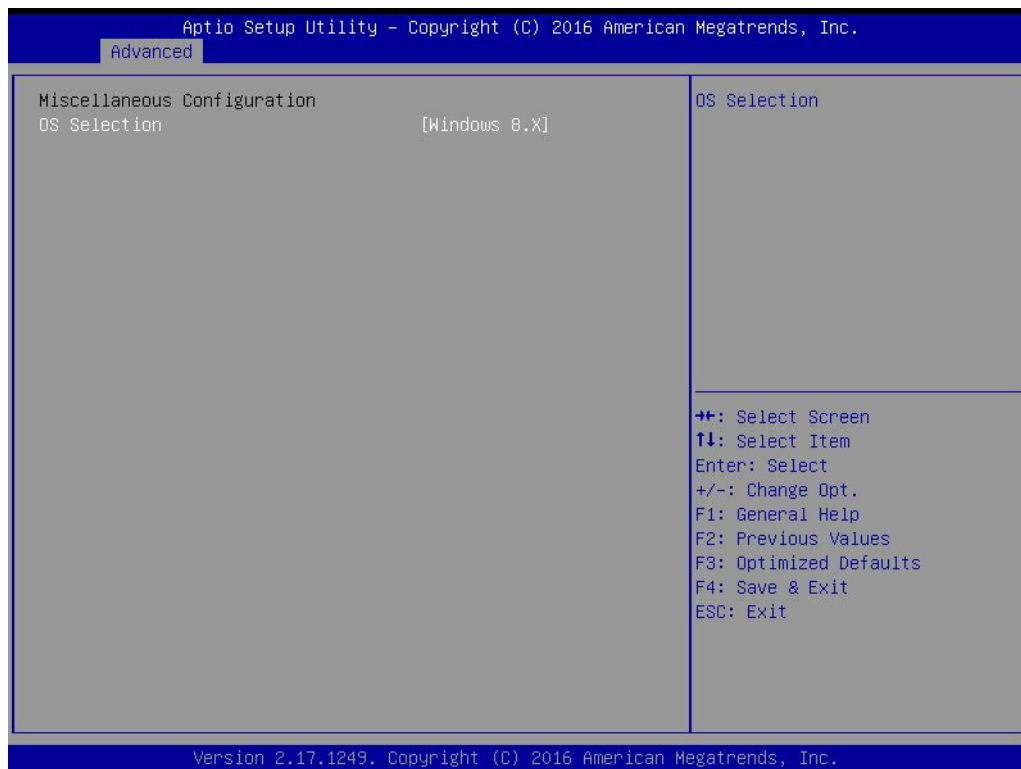 Aptio Setup Utility – Copyright (C) 2016 American Megatrends, Inc.
Advanced
Miscellaneous Configuration
OS Selection [Windows 8.X]
OS Selection
→←: Select Screen
↑↓: Select Item
Enter: Select
+/-: Change Opt.
F1: General Help
F2: Previous Values
F3: Optimized Defaults
F4: Save & Exit
ESC: Exit
Version 2.17.1249. Copyright (C) 2016 American Megatrends, Inc.